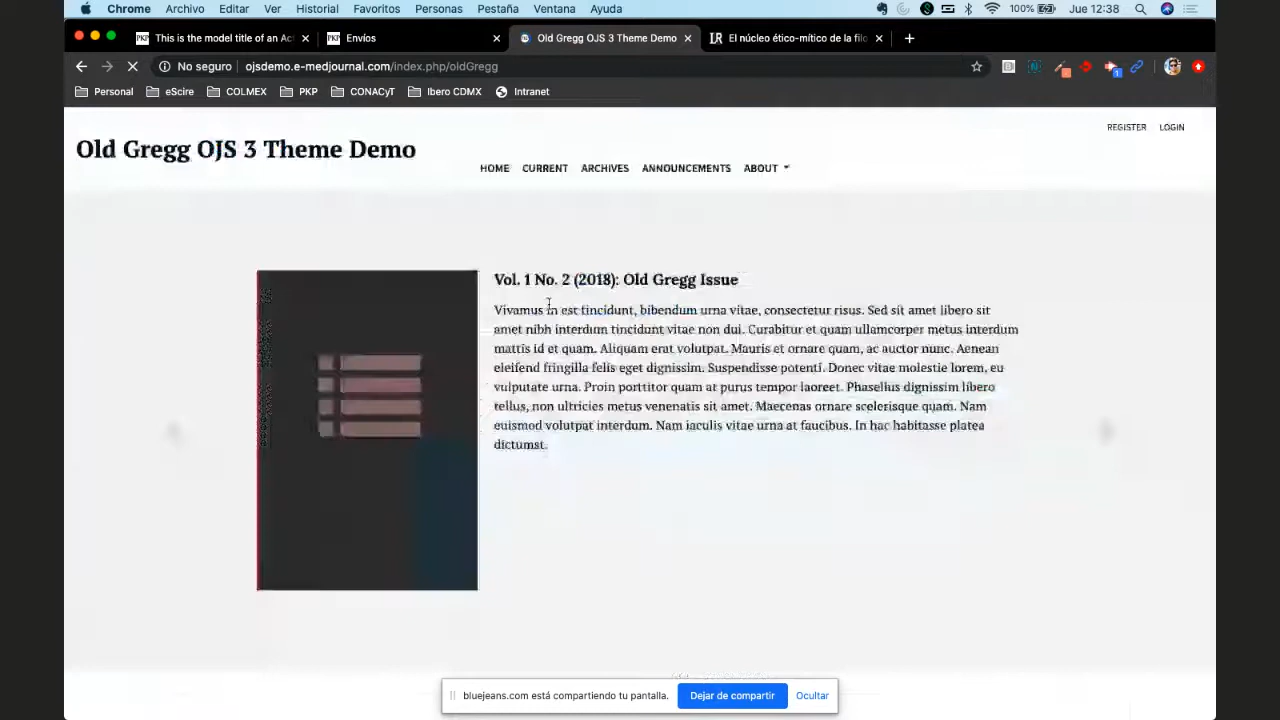 Chrome Archivo Editar Ver Historial Favoritos Personas Pestaña Ventana Ayuda 100% Jue 12:38
This is the model title of an Ac
Envíos
Old Gregg OJS 3 Theme Demo
El núcleo ético-mítico de la filo
No seguro ojsdemo.e-medjournal.com/index.php/oldGregg
Personal eScire COLMEX PKP CONACyT Ibero CDMX Intranet
REGISTER LOGIN
Old Gregg OJS 3 Theme Demo
HOME CURRENT ARCHIVES ANNOUNCEMENTS ABOUT
Vol. 1 No. 2 (2018): Old Gregg Issue
Vivamus in est tincidunt, bibendum urna vitae, consectetur risus. Sed sit amet libero sit
amet nibh interdum tincidunt vitae non dui. Curabitur et quam ullamcorper metus interdum
mattis id et quam. Aliquam erat volutpat. Mauris et ornare quam, ac auctor nunc. Aenean
eleifend fringilla felis eget dignissim. Suspendisse potenti. Donec vitae molestie lorem, eu
vulputate urna. Proin porttitor quam at purus tempor laoreet. Phasellus dignissim libero
tellus, non ultricies metus venenatis sit amet. Maecenas ornare scelerisque quam. Nam
euismod volutpat interdum. Nam iaculis vitae urna at faucibus. In hac habitasse platea
dictumst.
bluejeans.com está compartiendo tu pantalla. Dejar de compartir Ocultar